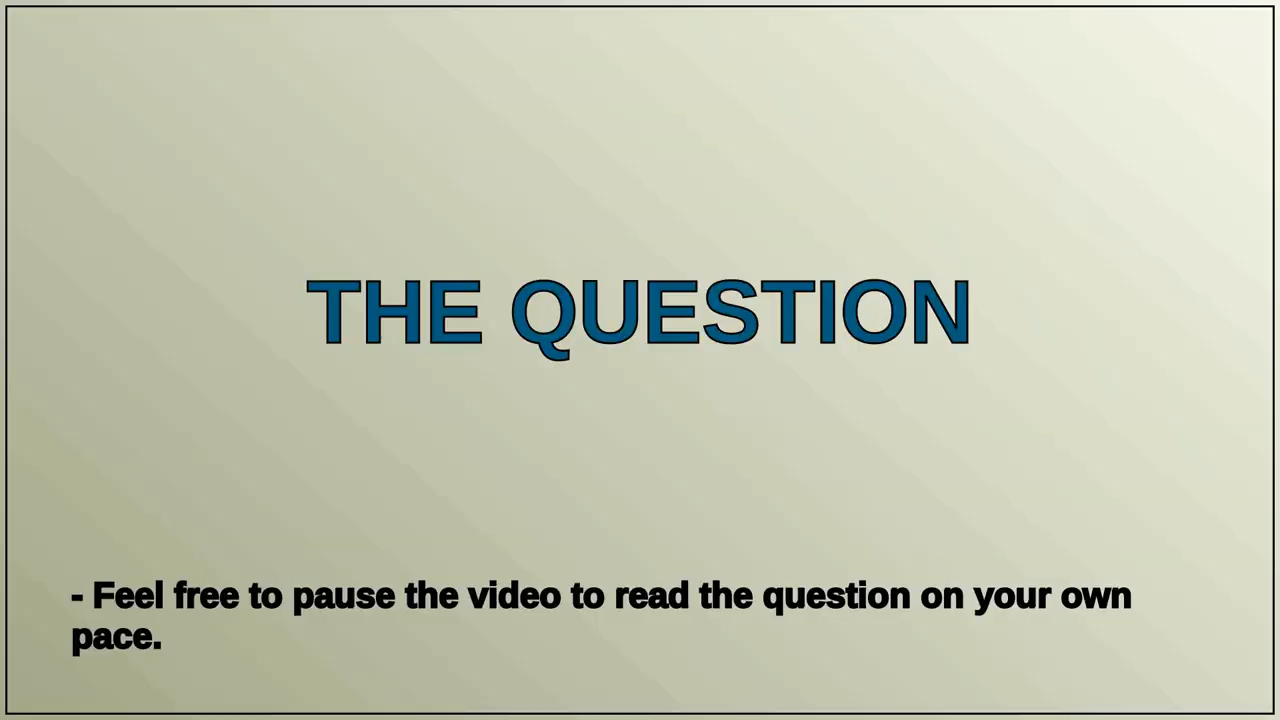 THE QUESTION
- Feel free to pause the video to read the question on your own
pace.